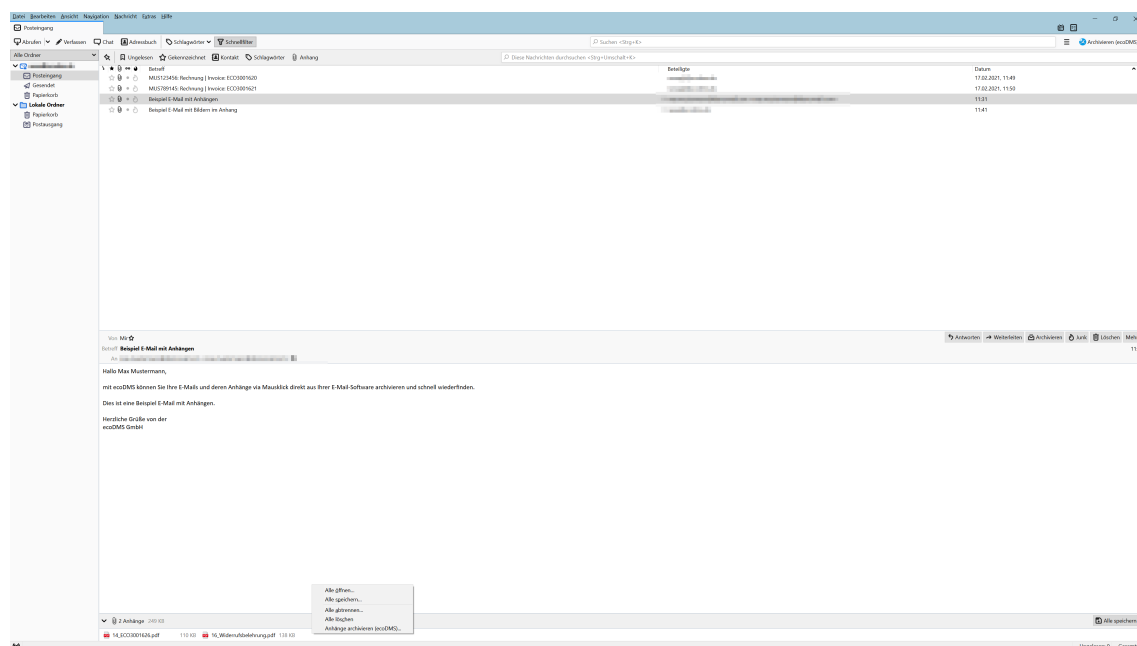 Datei Bearbeiten Ansicht Navigation Nachricht Extras Hilfe
Posteingang
Abrufen Verfassen Chat Adressbuch Schlagwörter Schnellfilter Suchen <Strg+K> Archivieren (ecoDMS)
Alle Ordner Ungelesen Gekennzeichnet Kontakt Schlagwörter Anhang Diese Nachrichten durchsuchen <Strg+Umschalt+K>
Betreff Beteiligte Datum
Posteingang MUS123456: Rechnung | Invoice: ECO3001620 17.02.2021, 11:49
Gesendet MUS789145: Rechnung | Invoice: ECO3001621 17.02.2021, 11:50
Papierkorb Beispiel E-Mail mit Anhängen 11:31
Lokale Ordner Beispiel E-Mail mit Bildern im Anhang 11:41
Papierkorb
Postausgang
Von Mir Antworten Weiterleiten Archivieren Junk Löschen Meh
Betreff Beispiel E-Mail mit Anhängen
An
Hallo Max Mustermann,
mit ecoDMS können Sie Ihre E-Mails und deren Anhänge via Mausklick direkt aus Ihrer E-Mail-Software archivieren und schnell wiederfinden.
Dies ist eine Beispiel E-Mail mit Anhängen.
Herzliche Grüße von der
ecoDMS GmbH
Alle öffnen...
Alle speichern...
Alle abtrennen...
Alle löschen
Anhänge archivieren (ecoDMS)...
2 Anhänge 249 KB Alle speichern
14_ECO3001626.pdf 110 KB 16_Widerrufsbelehrung.pdf 138 KB